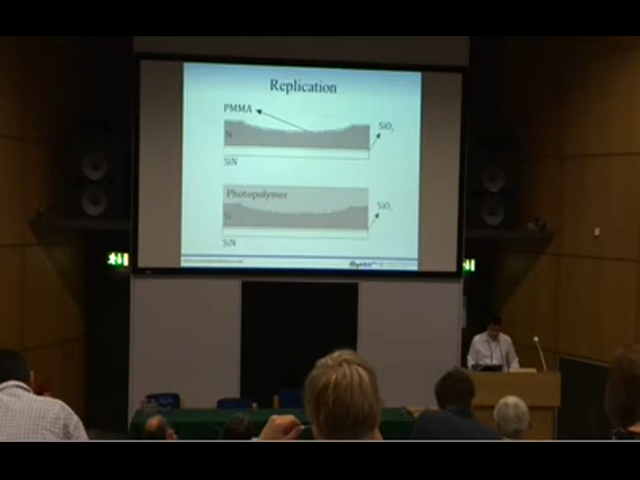 Replication
PMMA
SiO₂
Si
SiN
Photopolymer
SiO₂
Si
SiN